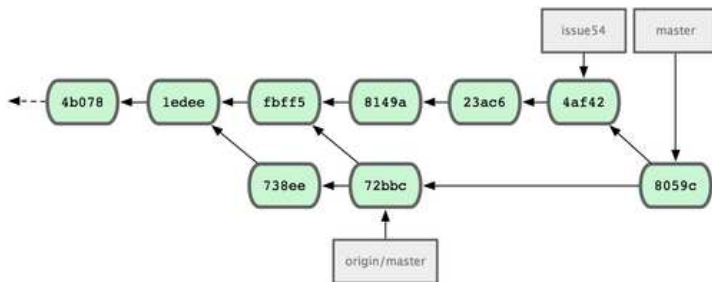 issue54
master
4b078
1edee
fbff5
8149a
23ac6
4af42
738ee
72bbc
8059c
origin/master